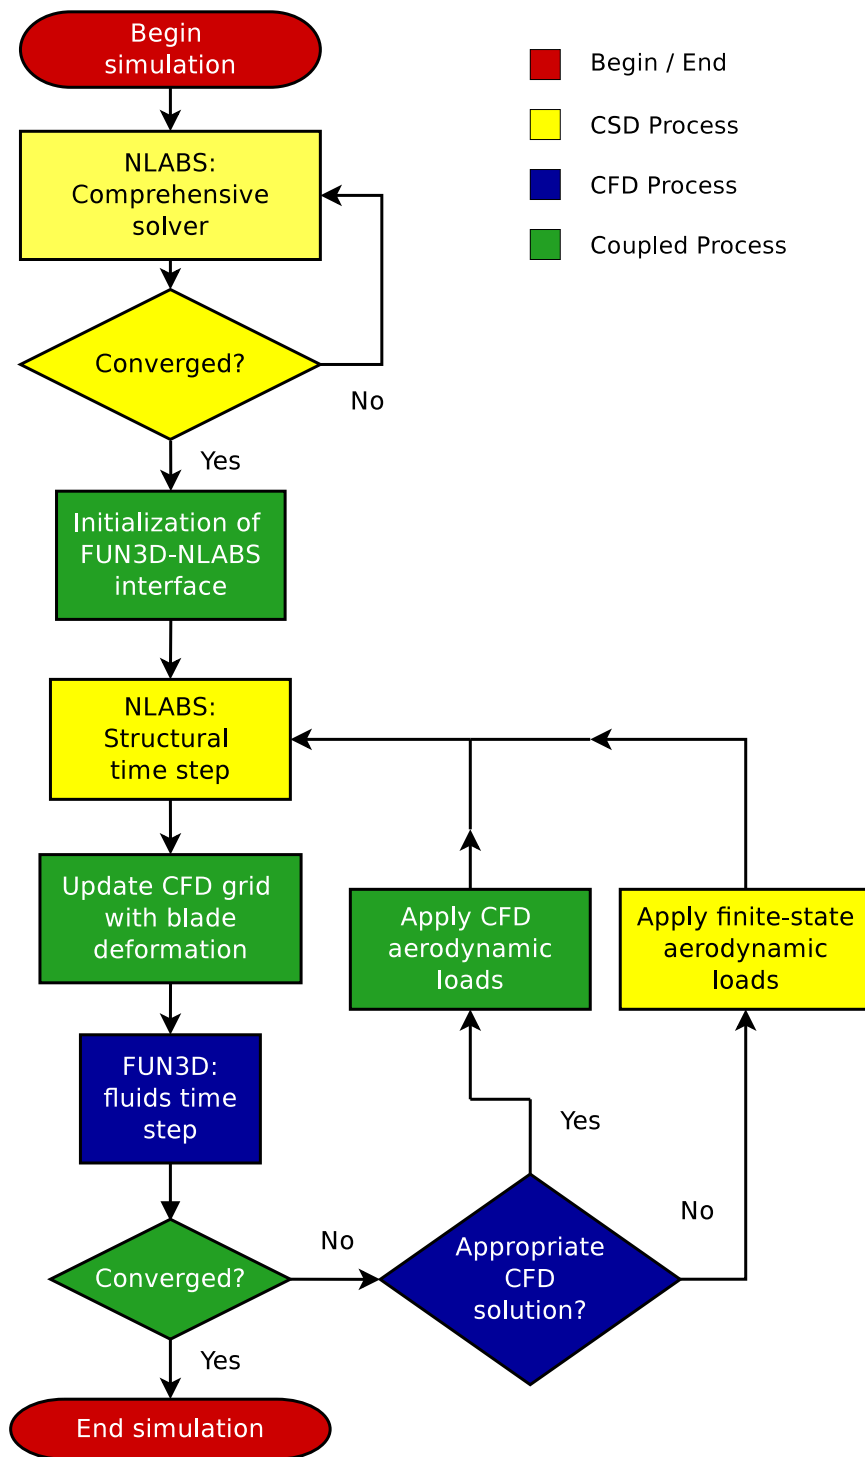 Begin
simulation
Begin / End
CSD Process
CFD Process
Coupled Process
NLABS:
Comprehensive
solver
Converged?
No
Yes
Initialization of
FUN3D-NLABS
interface
NLABS:
Structural
time step
Update CFD grid
with blade
deformation
Apply CFD
aerodynamic
loads
Apply finite-state
aerodynamic
loads
FUN3D:
fluids time
step
Yes
No
No
Converged?
Appropriate
CFD
solution?
Yes
End simulation